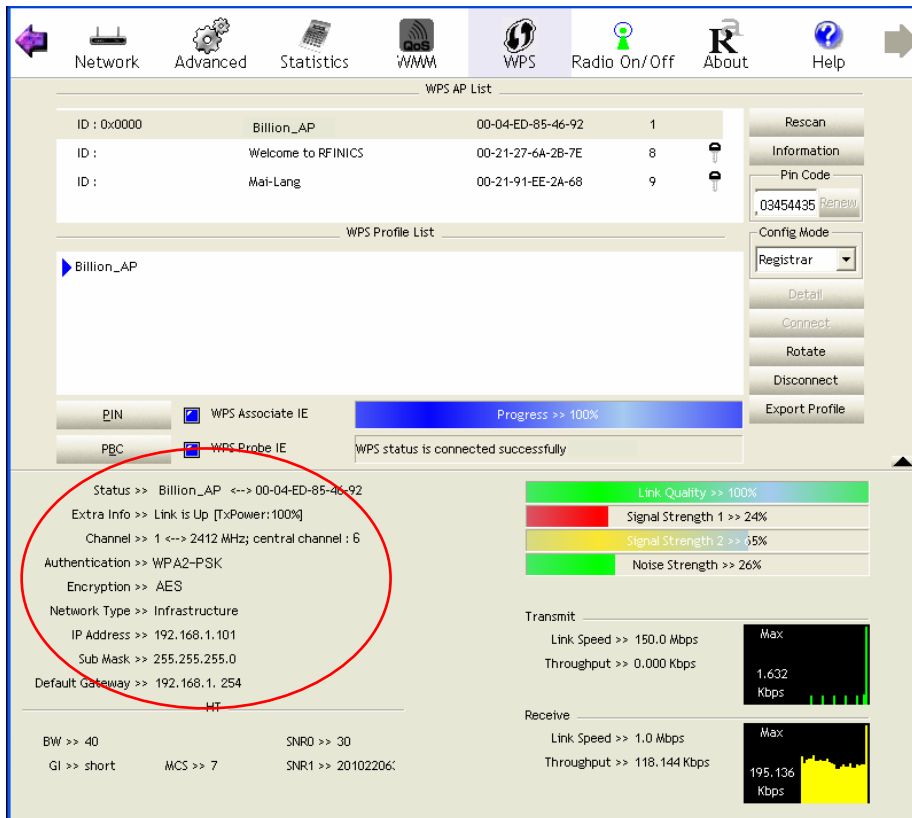 Network Advanced Statistics QoS WMM WPS Radio On/Off R a About Help
WPS AP List
ID : 0x0000 Billion_AP 00-04-ED-85-46-92 1
ID : Welcome to RFINICS 00-21-27-6A-2B-7E 8
ID : Mai-Lang 00-21-91-EE-2A-68 9
Rescan
Information
Pin Code
03454435 Renew
Config Mode
Registrar
Detail
Connect
Rotate
Disconnect
Export Profile
WPS Profile List
Billion_AP
PIN WPS Associate IE Progress >> 100%
PBC WPS Probe IE WPS status is connected successfully
Status >> Billion_AP <--> 00-04-ED-85-46-92
Extra Info >> Link is Up [TxPower:100%]
Channel >> 1 <--> 2412 MHz; central channel : 6
Authentication >> WPA2-PSK
Encryption >> AES
Network Type >> Infrastructure
IP Address >> 192.168.1.101
Sub Mask >> 255.255.255.0
Default Gateway >> 192.168.1. 254
HT
BW >> 40 SNR0 >> 30
GI >> short MCS >> 7 SNR1 >> 20102206
Link Quality >> 100%
Signal Strength 1 >> 24%
Signal Strength 2 >> 65%
Noise Strength >> 26%
Transmit
Link Speed >> 150.0 Mbps
Throughput >> 0.000 Kbps
Max
1.632
Kbps
Receive
Link Speed >> 1.0 Mbps
Throughput >> 118.144 Kbps
Max
195.136
Kbps